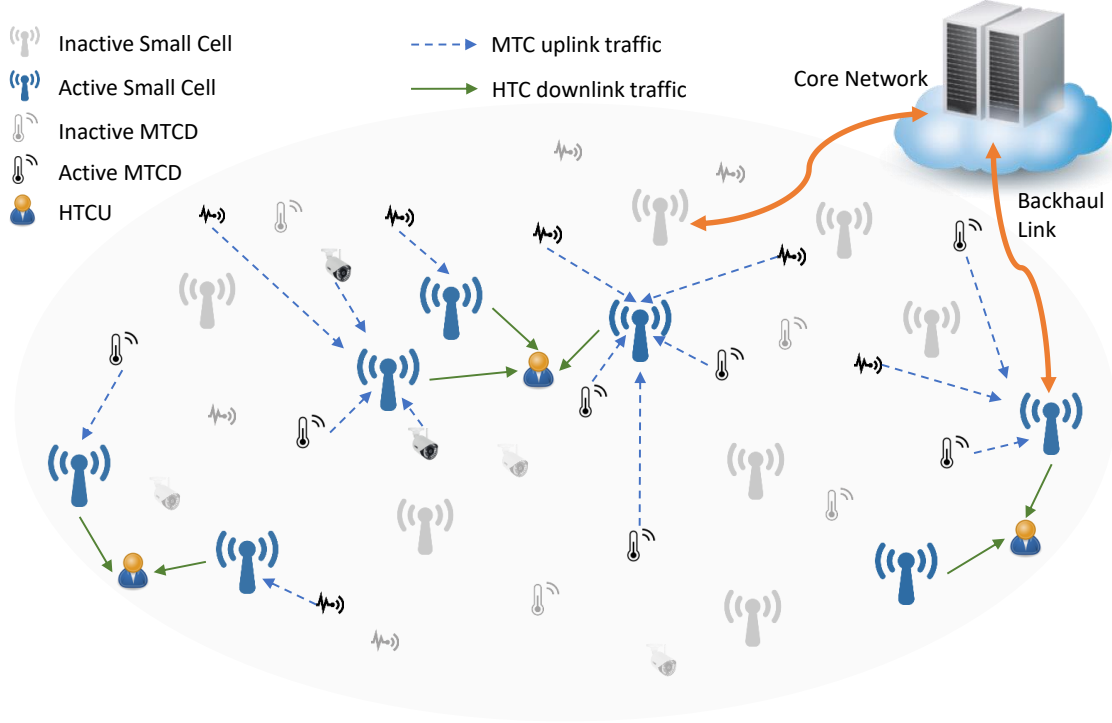 Inactive Small Cell
Active Small Cell
Inactive MTCD
Active MTCD
HTCU
MTC uplink traffic
HTC downlink traffic
Core Network
Backhaul
Link